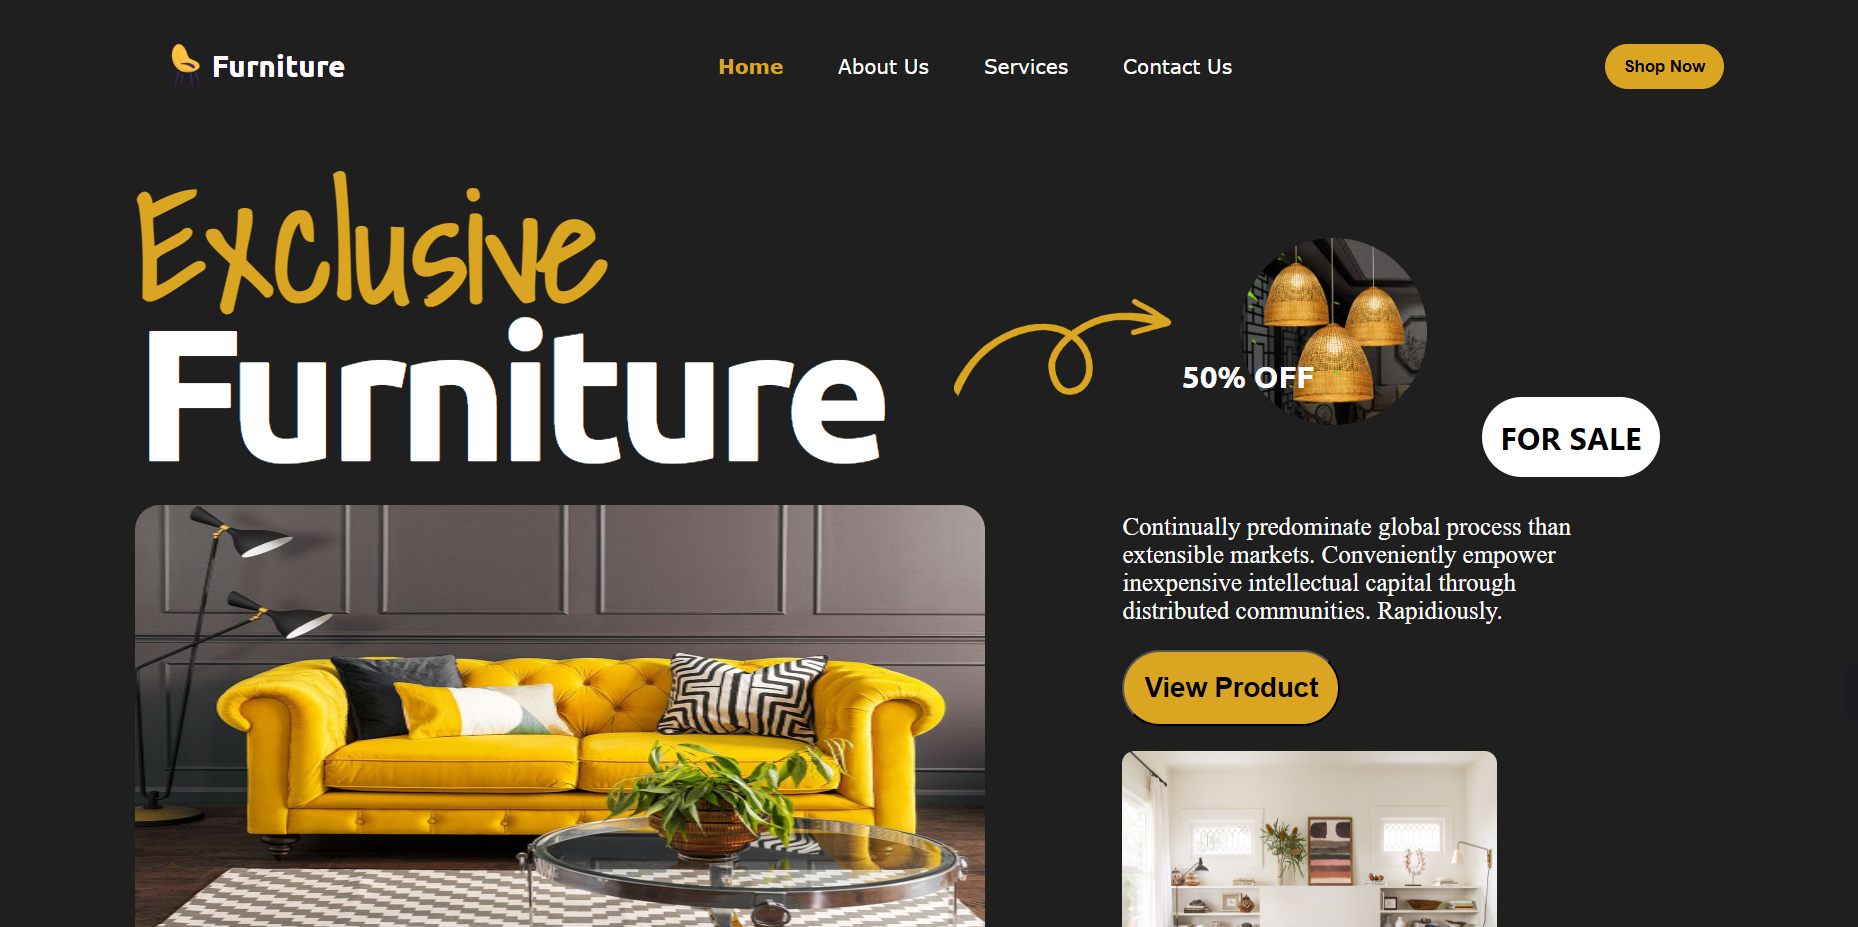 Furniture
Home
About Us
Services
Contact Us
Shop Now
Exclusive
Furniture
50% OFF
FOR SALE
Continually predominate global process than
extensible markets. Conveniently empower
inexpensive intellectual capital through
distributed communities. Rapidiously.
View Product